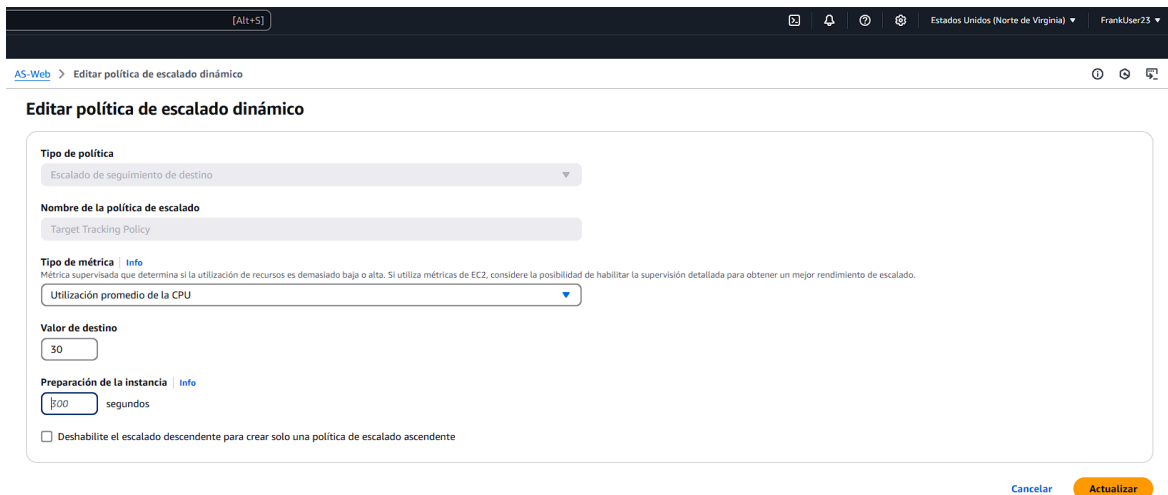 [Alt+S]
Estados Unidos (Norte de Virginia)
FrankUser23
AS-Web > Editar política de escalado dinámico
Editar política de escalado dinámico
Tipo de política
Escalado de seguimiento de destino
Nombre de la política de escalado
Target Tracking Policy
Tipo de métrica | Info
Métrica supervisada que determina si la utilización de recursos es demasiado baja o alta. Si utiliza métricas de EC2, considere la posibilidad de habilitar la supervisión detallada para obtener un mejor rendimiento de escalado.
Utilización promedio de la CPU
Valor de destino
30
Preparación de la instancia | Info
300 segundos
Deshabilite el escalado descendente para crear solo una política de escalado ascendente
Cancelar
Actualizar